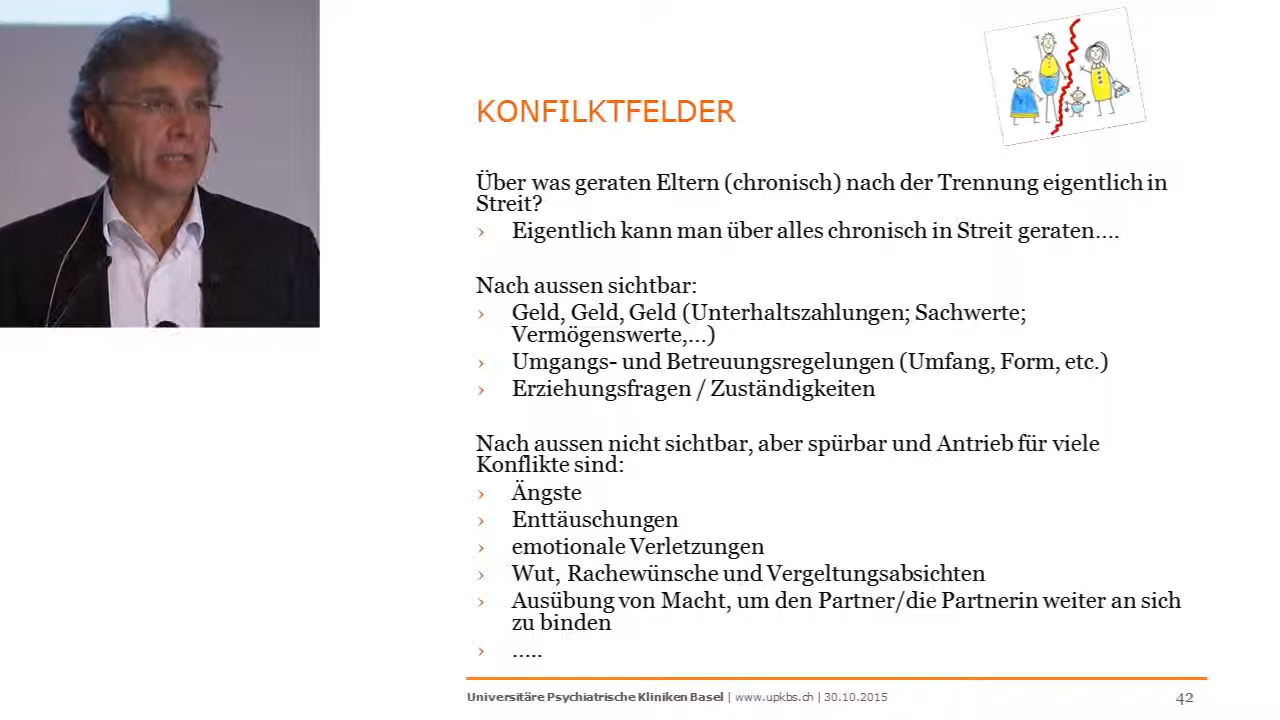 KONFILKTFELDER
Über was geraten Eltern (chronisch) nach der Trennung eigentlich in
Streit?
› Eigentlich kann man über alles chronisch in Streit geraten....
Nach aussen sichtbar:
› Geld, Geld, Geld (Unterhaltszahlungen; Sachwerte;
Vermögenswerte,...)
› Umgangs- und Betreuungsregelungen (Umfang, Form, etc.)
› Erziehungsfragen / Zuständigkeiten
Nach aussen nicht sichtbar, aber spürbar und Antrieb für viele
Konflikte sind:
› Ängste
› Enttäuschungen
› emotionale Verletzungen
› Wut, Rachewünsche und Vergeltungsabsichten
› Ausübung von Macht, um den Partner/die Partnerin weiter an sich
zu binden
› .....
Universitäre Psychiatrische Kliniken Basel | www.upkbs.ch | 30.10.2015
42